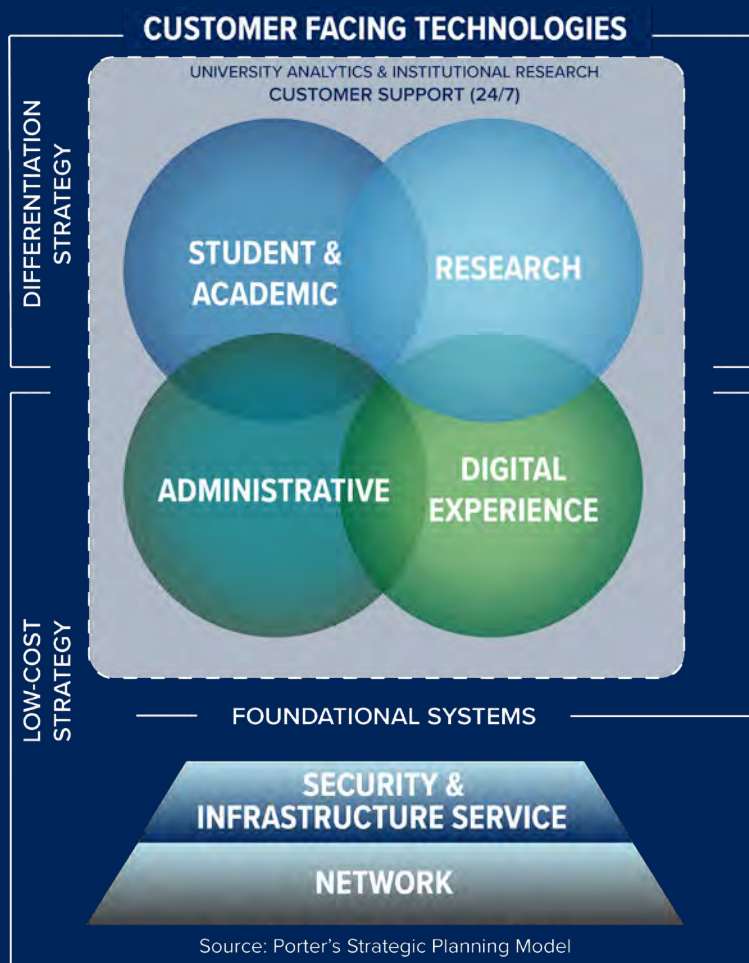 CUSTOMER FACING TECHNOLOGIES
UNIVERSITY ANALYTICS & INSTITUTIONAL RESEARCH
CUSTOMER SUPPORT (24/7)
DIFFERENTIATION
STRATEGY
STUDENT &
ACADEMIC
RESEARCH
ADMINISTRATIVE
DIGITAL
EXPERIENCE
LOW-COST
STRATEGY
FOUNDATIONAL SYSTEMS
SECURITY &
INFRASTRUCTURE SERVICE
NETWORK
Source: Porter's Strategic Planning Model